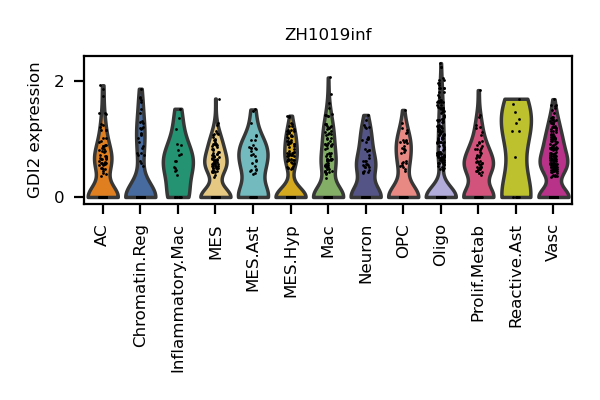 ZH1019inf
GDI2 expression
2
0
AC
Chromatin.Reg
Inflammatory.Mac
MES
MES.Ast
MES.Hyp
Mac
Neuron
OPC
Oligo
Prolif.Metab
Reactive.Ast
Vasc